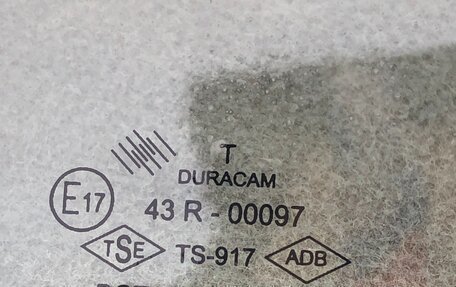 T
DURACAM
E17 43 R - 00097
TSE TS-917 ADB